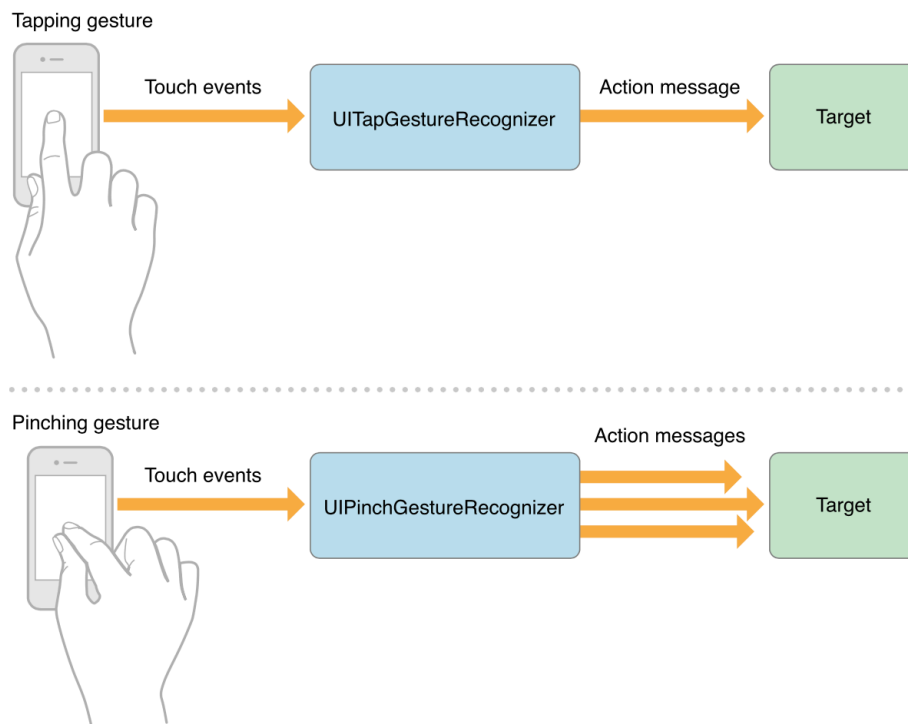 Tapping gesture
Touch events
UITapGestureRecognizer
Action message
Target
Pinching gesture
Touch events
UIPinchGestureRecognizer
Action messages
Target